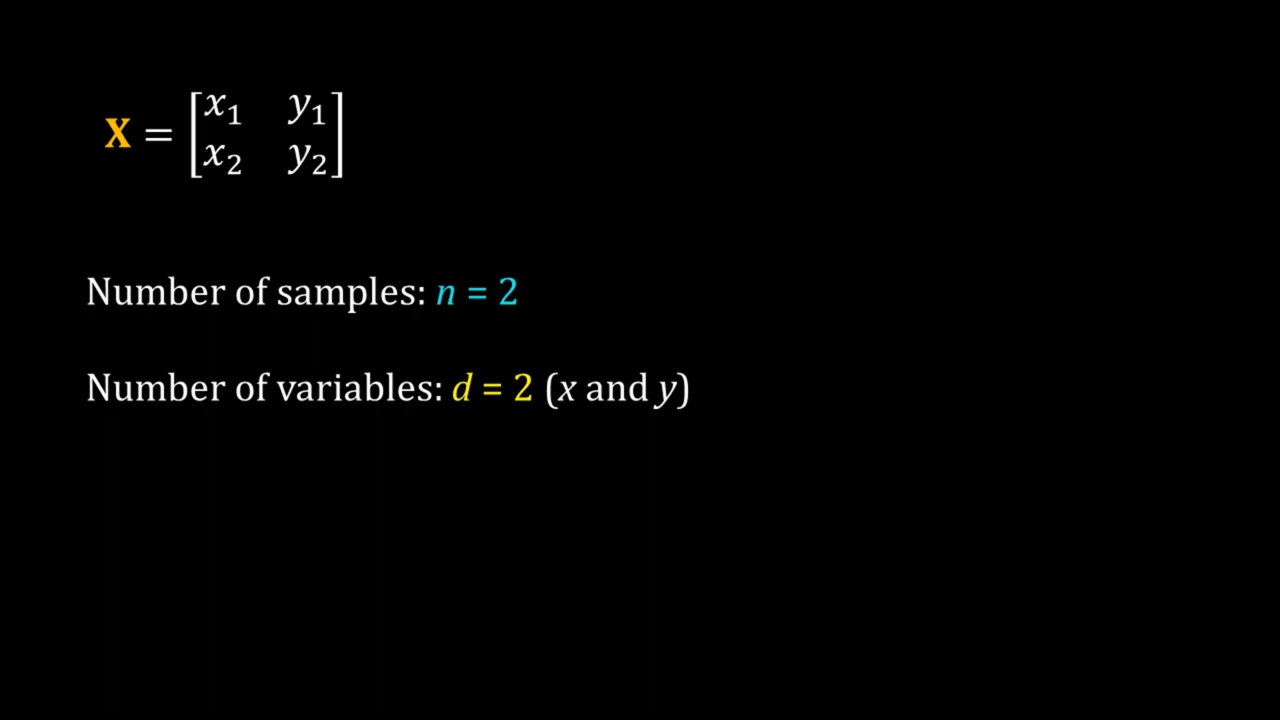 X = [x₁ y₁
x₂ y₂]
Number of samples: n = 2
Number of variables: d = 2 (x and y)